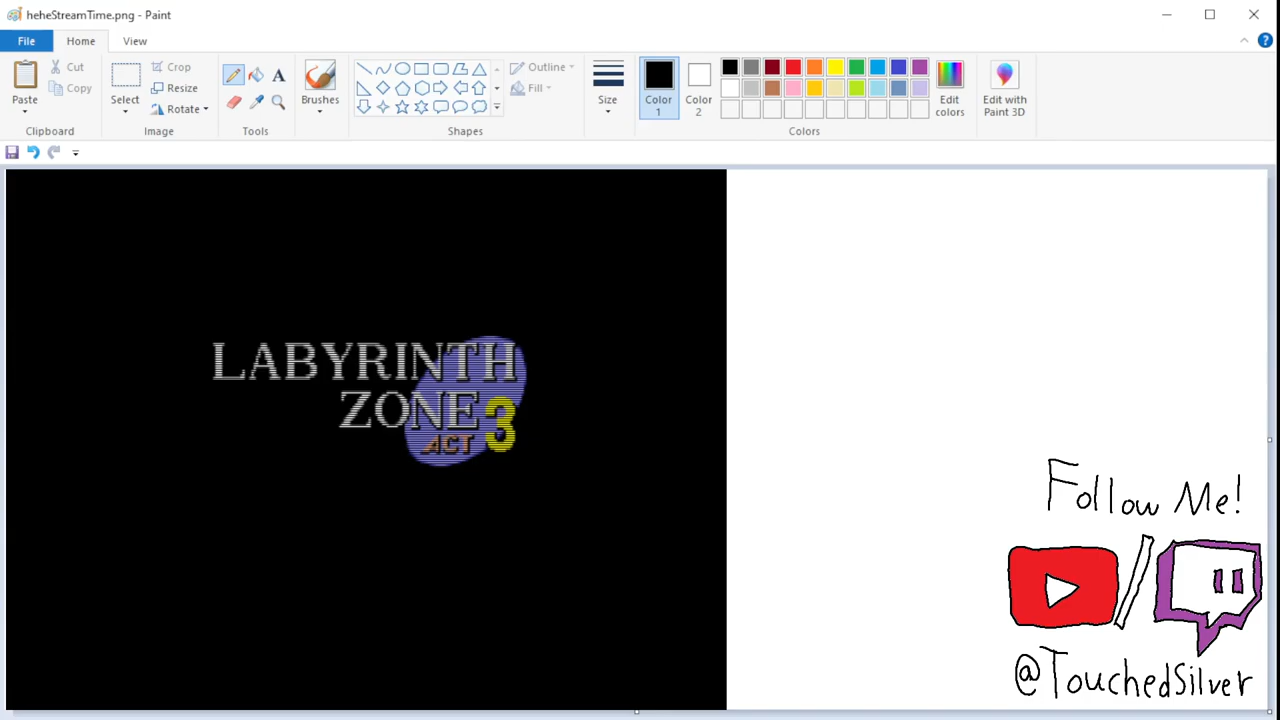 heheStreamTime.png - Paint
File
Home
View
Paste
Cut
Copy
Clipboard
Select
Crop
Resize
Rotate
Image
A
Tools
Brushes
Outline
Fill
Shapes
Size
Color 1
Color 2
Edit colors
Colors
Edit with Paint 3D
?
LABYRINTH
ZONE
ACT 3
Follow Me!
@TouchedSilver